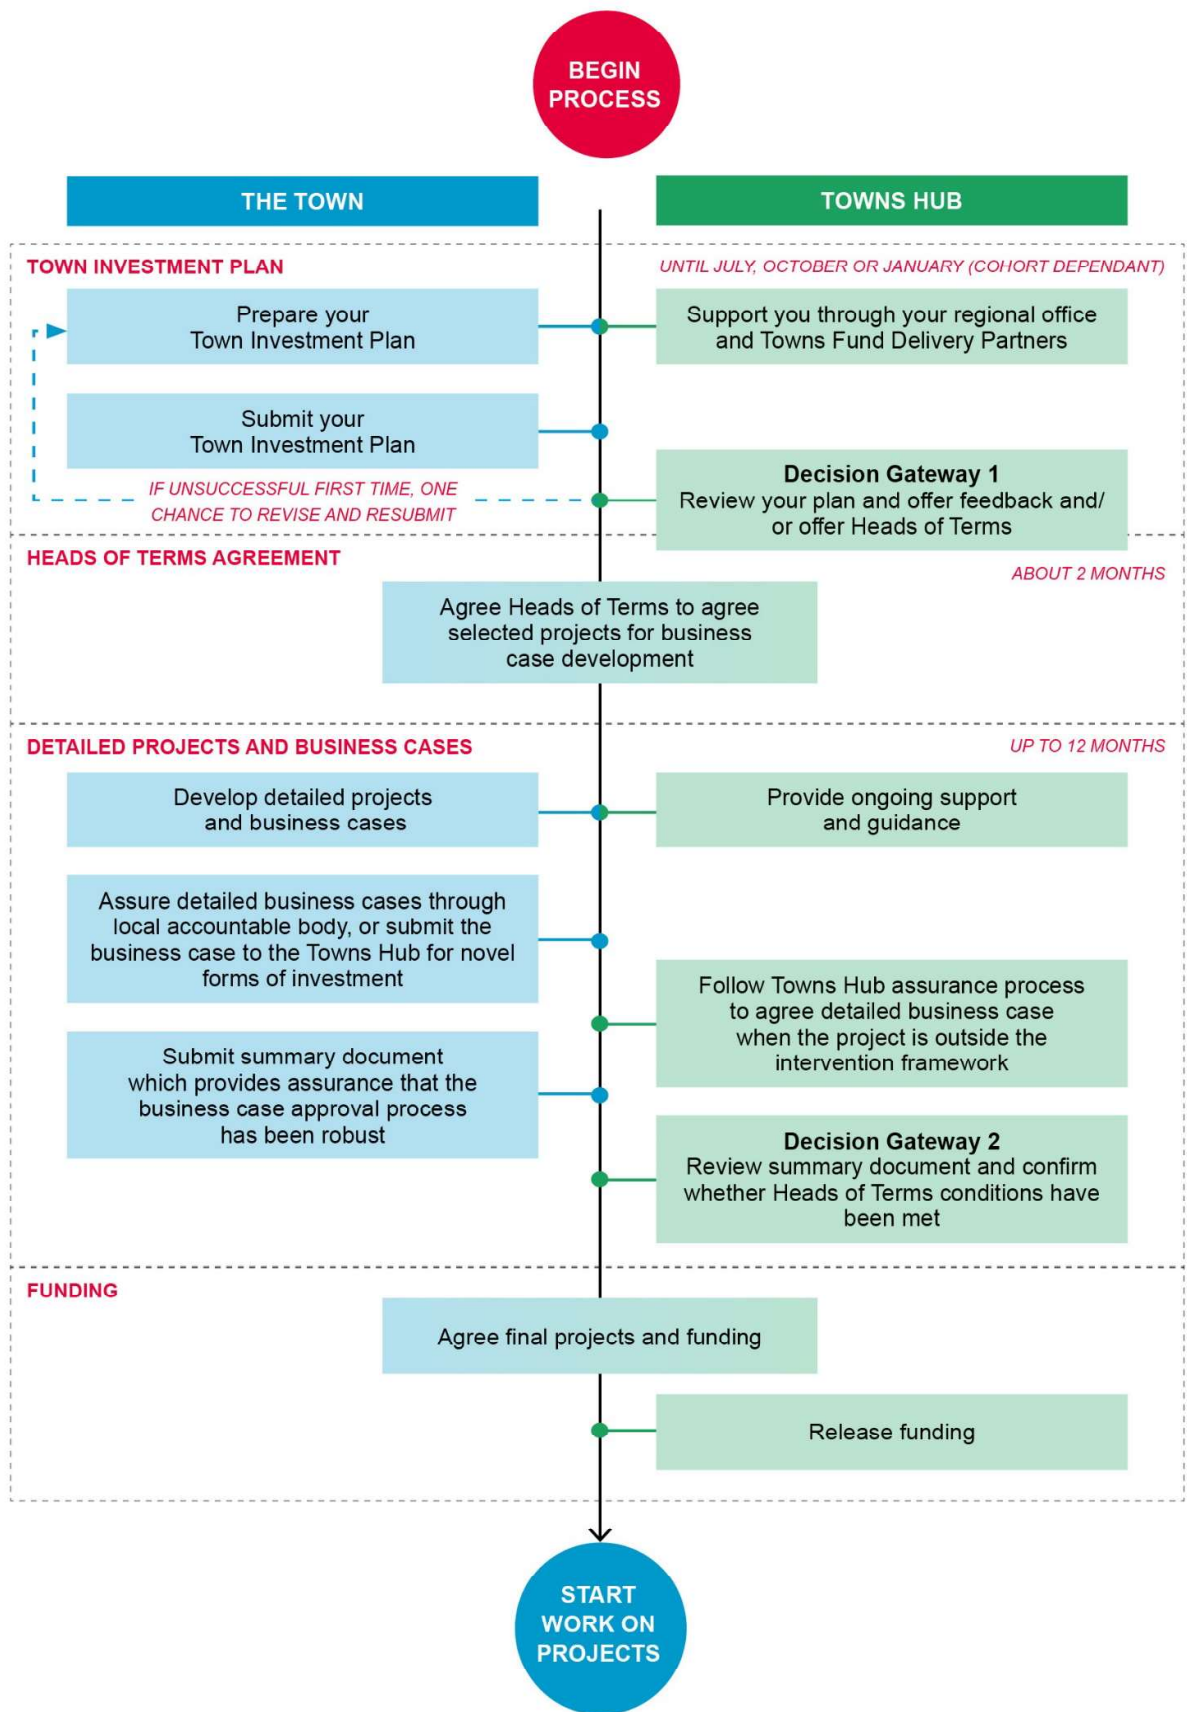 BEGIN
PROCESS
THE TOWN
TOWNS HUB
TOWN INVESTMENT PLAN
UNTIL JULY, OCTOBER OR JANUARY (COHORT DEPENDANT)
Prepare your
Town Investment Plan
Support you through your regional office
and Towns Fund Delivery Partners
Submit your
Town Investment Plan
IF UNSUCCESSFUL FIRST TIME, ONE
CHANCE TO REVISE AND RESUBMIT
Decision Gateway 1
Review your plan and offer feedback and/
or offer Heads of Terms
HEADS OF TERMS AGREEMENT
ABOUT 2 MONTHS
Agree Heads of Terms to agree
selected projects for business
case development
DETAILED PROJECTS AND BUSINESS CASES
UP TO 12 MONTHS
Develop detailed projects
and business cases
Provide ongoing support
and guidance
Assure detailed business cases through
local accountable body, or submit the
business case to the Towns Hub for novel
forms of investment
Follow Towns Hub assurance process
to agree detailed business case
when the project is outside the
intervention framework
Submit summary document
which provides assurance that the
business case approval process
has been robust
Decision Gateway 2
Review summary document and confirm
whether Heads of Terms conditions have
been met
FUNDING
Agree final projects and funding
Release funding
START
WORK ON
PROJECTS